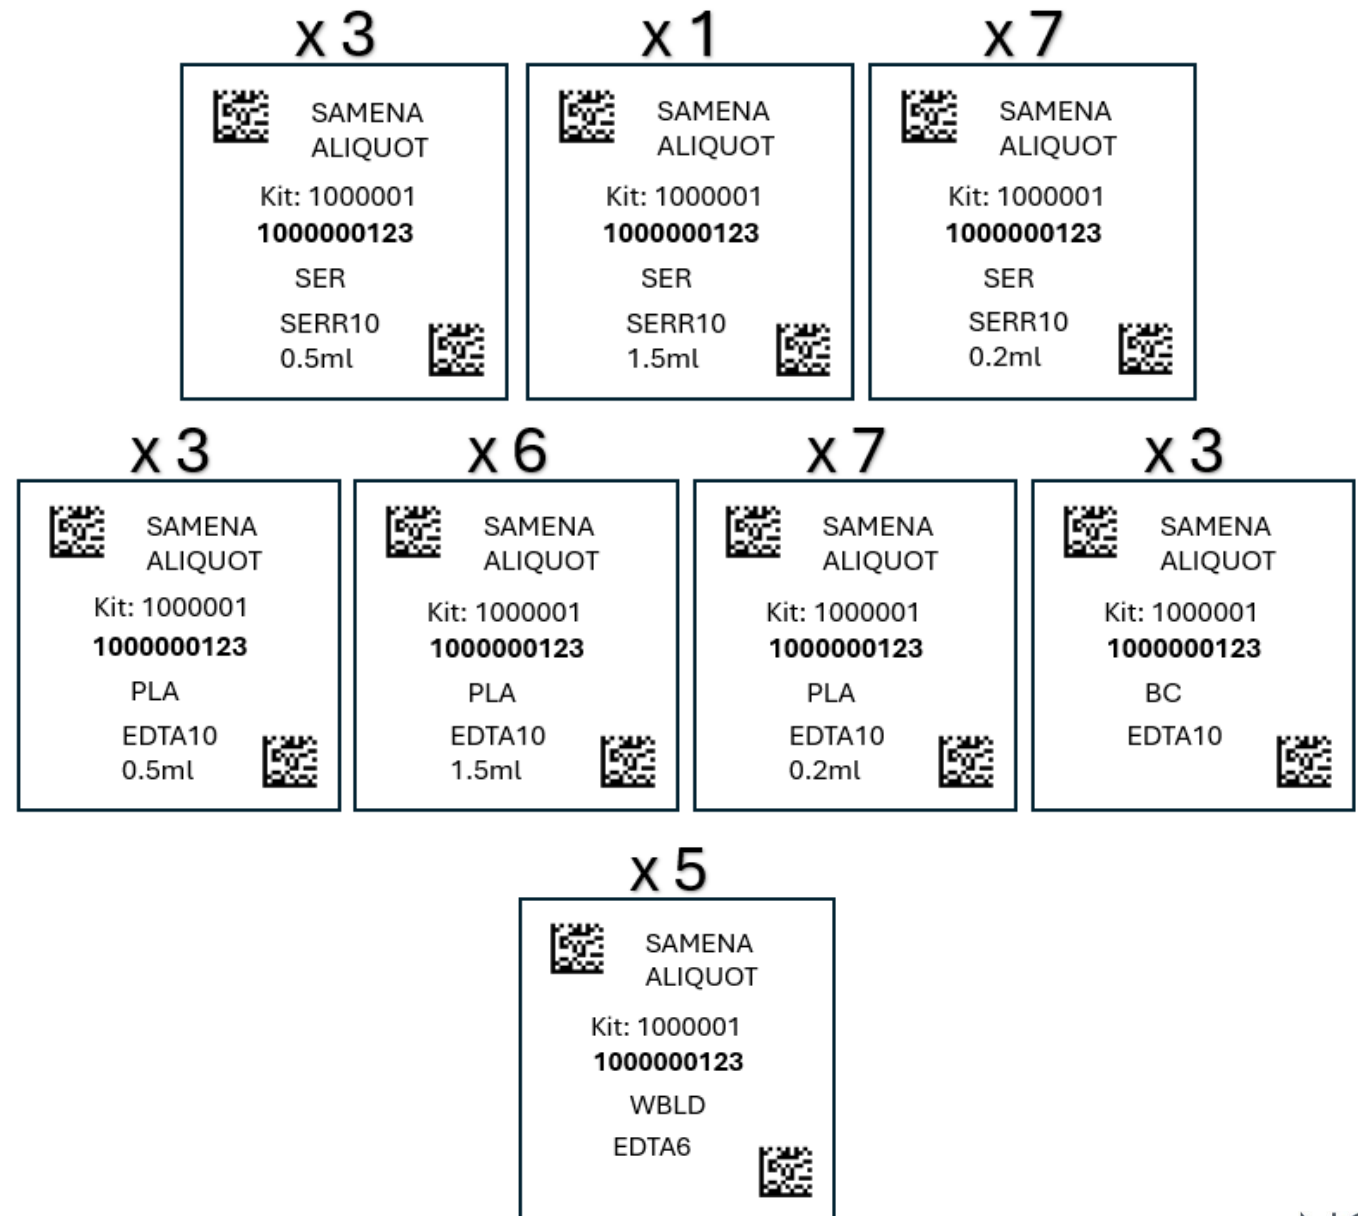 x 3
SAMENA
ALIQUOT
Kit: 1000001
1000000123
SER
SERR10
0.5ml
x 1
SAMENA
ALIQUOT
Kit: 1000001
1000000123
SER
SERR10
1.5ml
x 7
SAMENA
ALIQUOT
Kit: 1000001
1000000123
SER
SERR10
0.2ml
x 3
SAMENA
ALIQUOT
Kit: 1000001
1000000123
PLA
EDTA10
0.5ml
x 6
SAMENA
ALIQUOT
Kit: 1000001
1000000123
PLA
EDTA10
1.5ml
x 7
SAMENA
ALIQUOT
Kit: 1000001
1000000123
PLA
EDTA10
0.2ml
x 3
SAMENA
ALIQUOT
Kit: 1000001
1000000123
BC
EDTA10
x 5
SAMENA
ALIQUOT
Kit: 1000001
1000000123
WBLD
EDTA6